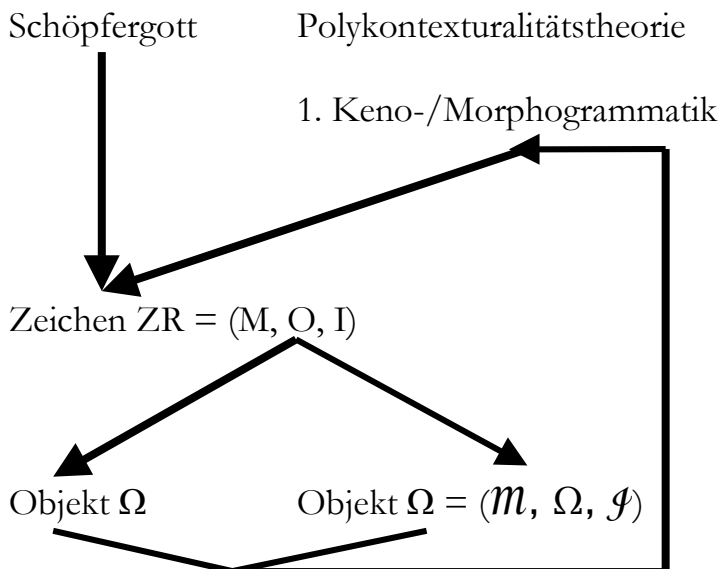 Schöpfergott Polykontexturalitätstheorie
1. Keno-/Morphogrammatik
Zeichen ZR = (M, O, I)
Objekt Ω Objekt Ω = (𝓜, Ω, 𝓘)